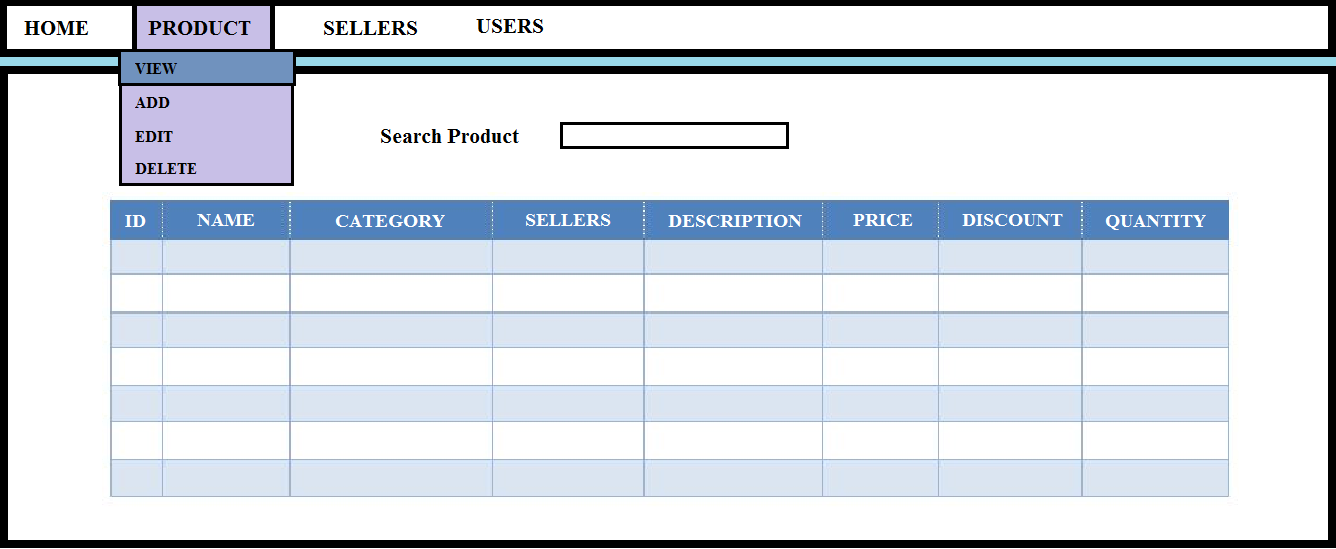 HOME PRODUCT SELLERS USERS
VIEW
ADD
EDIT
DELETE
Search Product
ID NAME CATEGORY SELLERS DESCRIPTION PRICE DISCOUNT QUANTITY